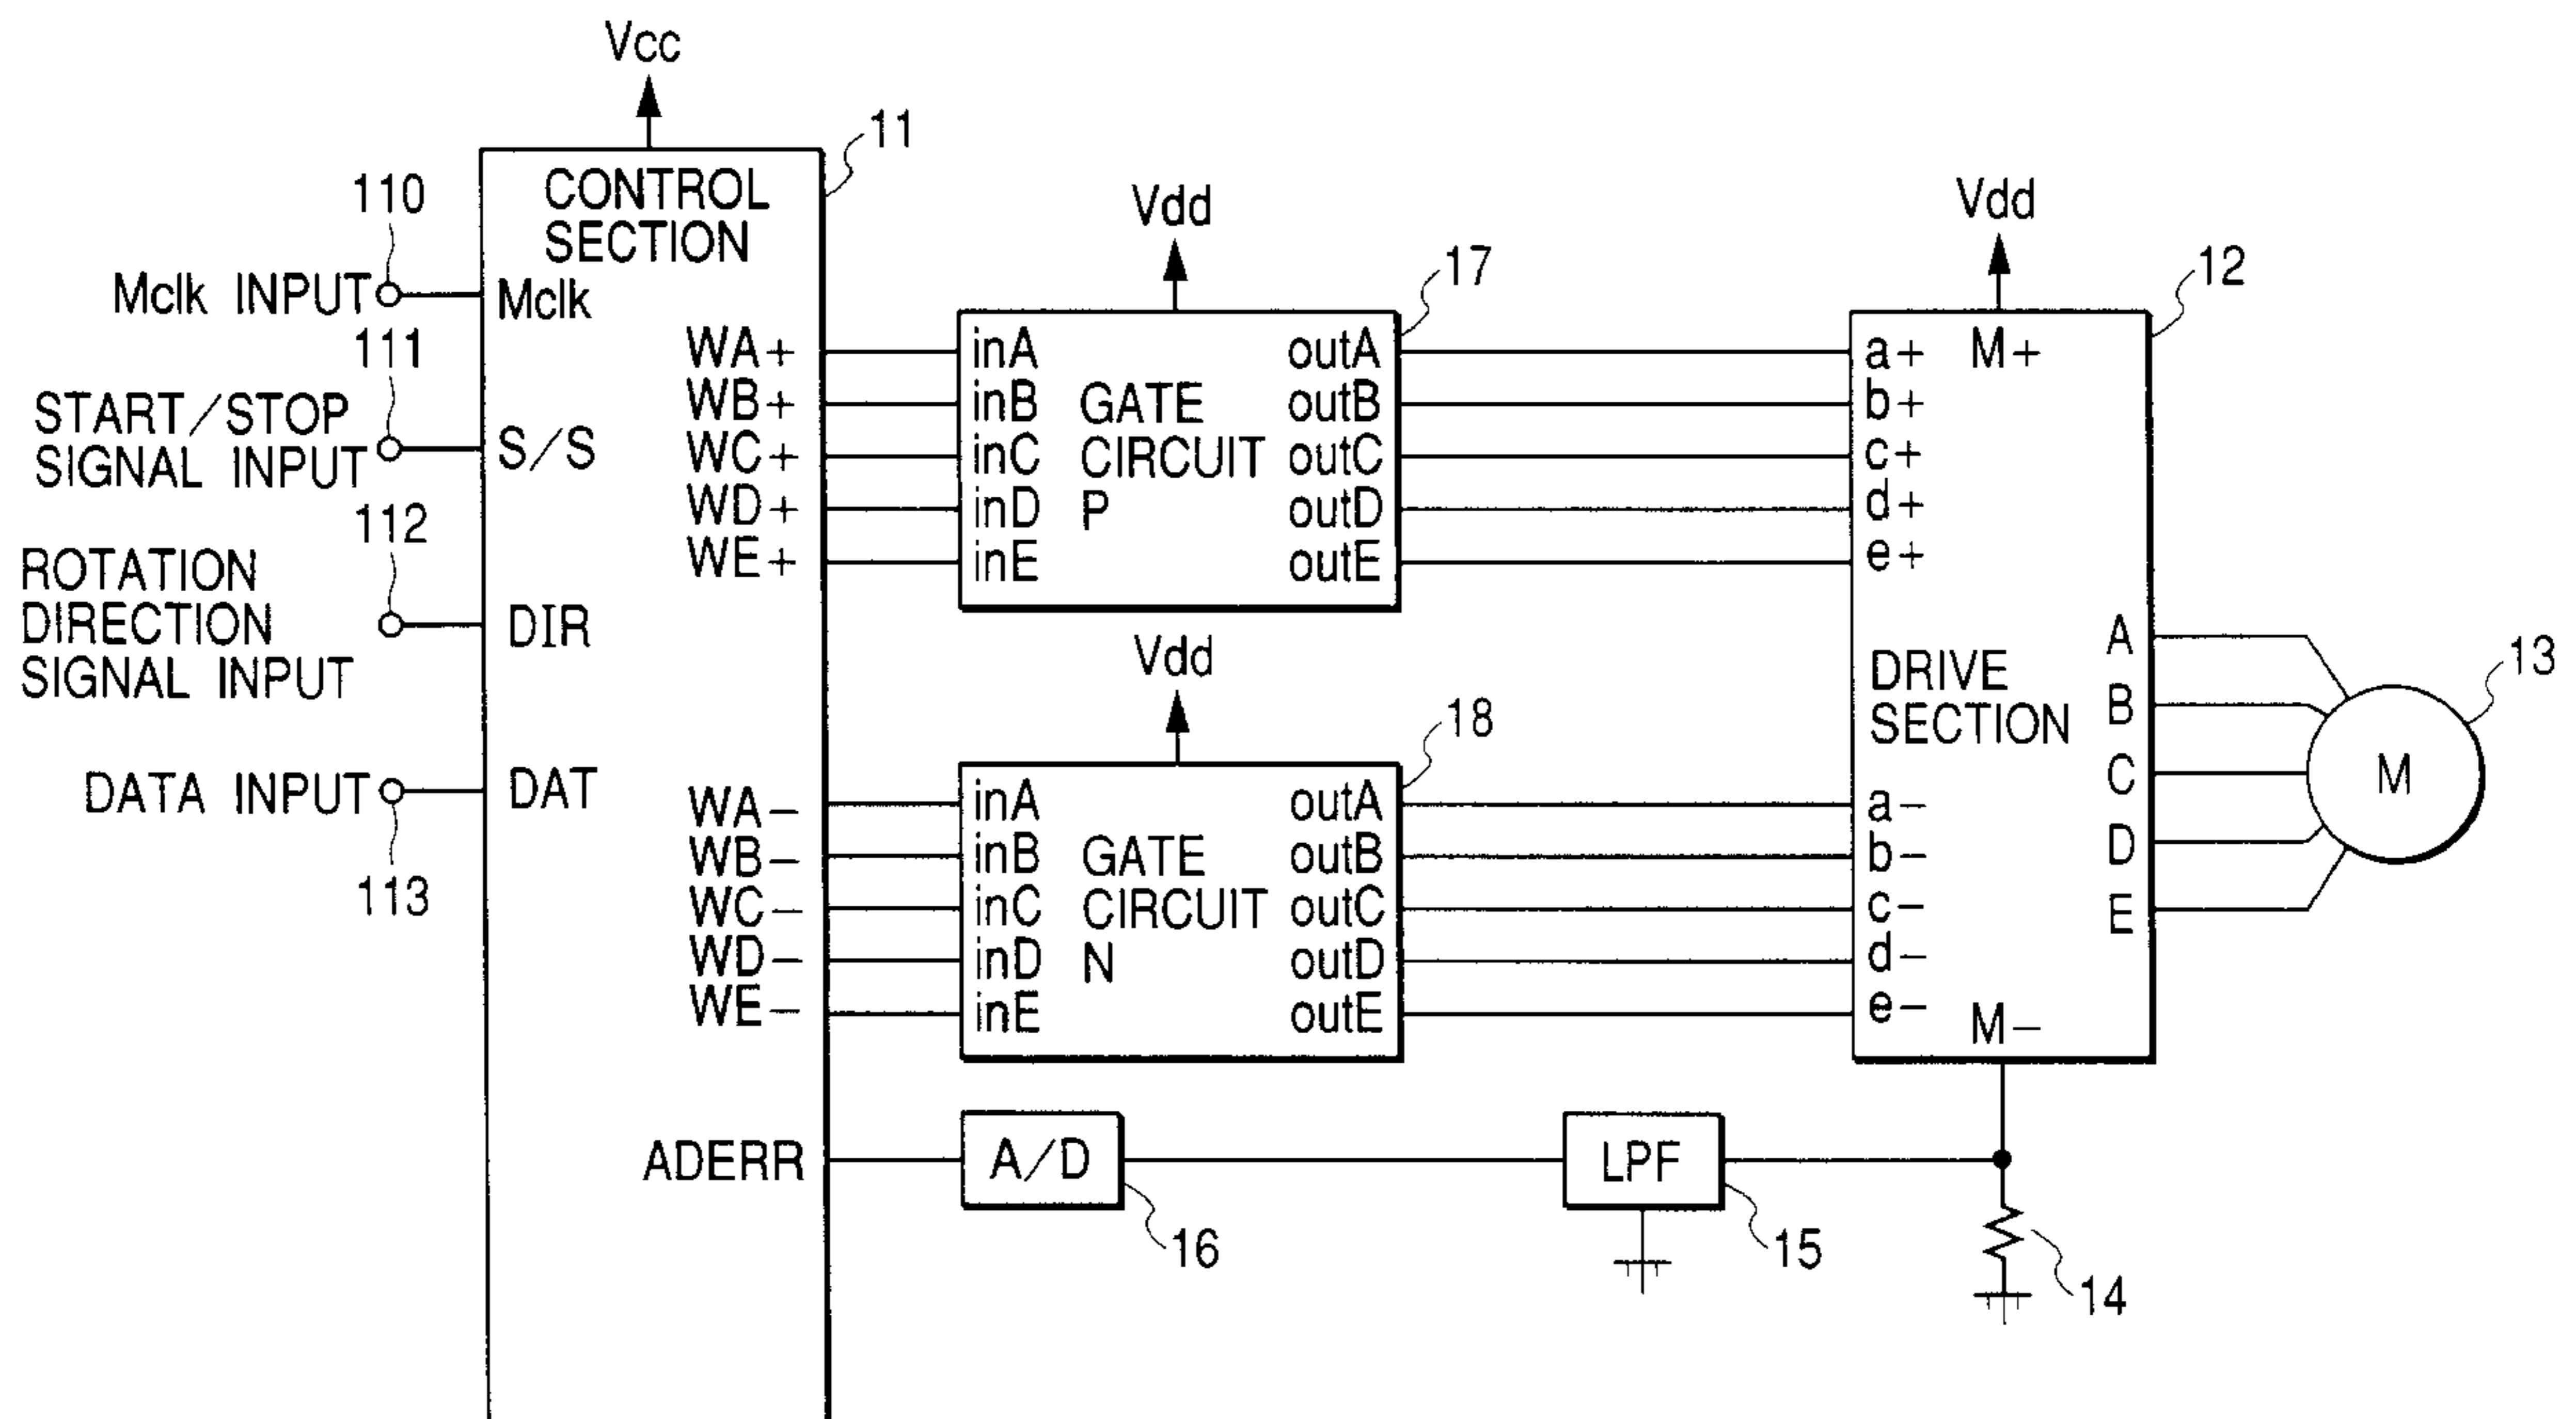 Vcc
11
CONTROL
SECTION
110
Mclk INPUT
Mclk
111
START/STOP
SIGNAL INPUT
S/S
112
ROTATION
DIRECTION
SIGNAL INPUT
DIR
DATA INPUT
DAT
113
WA+
WB+
WC+
WD+
WE+
WA−
WB−
WC−
WD−
WE−
ADERR
Vdd
17
inA
inB
inC
inD
inE
GATE
CIRCUIT
P
outA
outB
outC
outD
outE
Vdd
18
inA
inB
inC
inD
inE
GATE
CIRCUIT
N
outA
outB
outC
outD
outE
A/D
16
LPF
15
14
Vdd
12
M+
a+
b+
c+
d+
e+
DRIVE
SECTION
a−
b−
c−
d−
e−
M−
A
B
C
D
E
13
M